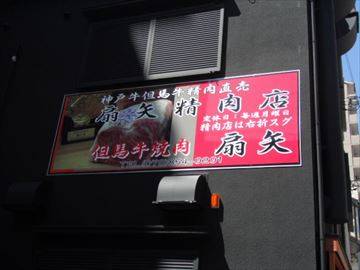 神戸牛但馬牛精肉直売
扇矢精肉店
定休日：毎週月曜日
精肉店は右折スグ
但馬牛焼肉 扇矢